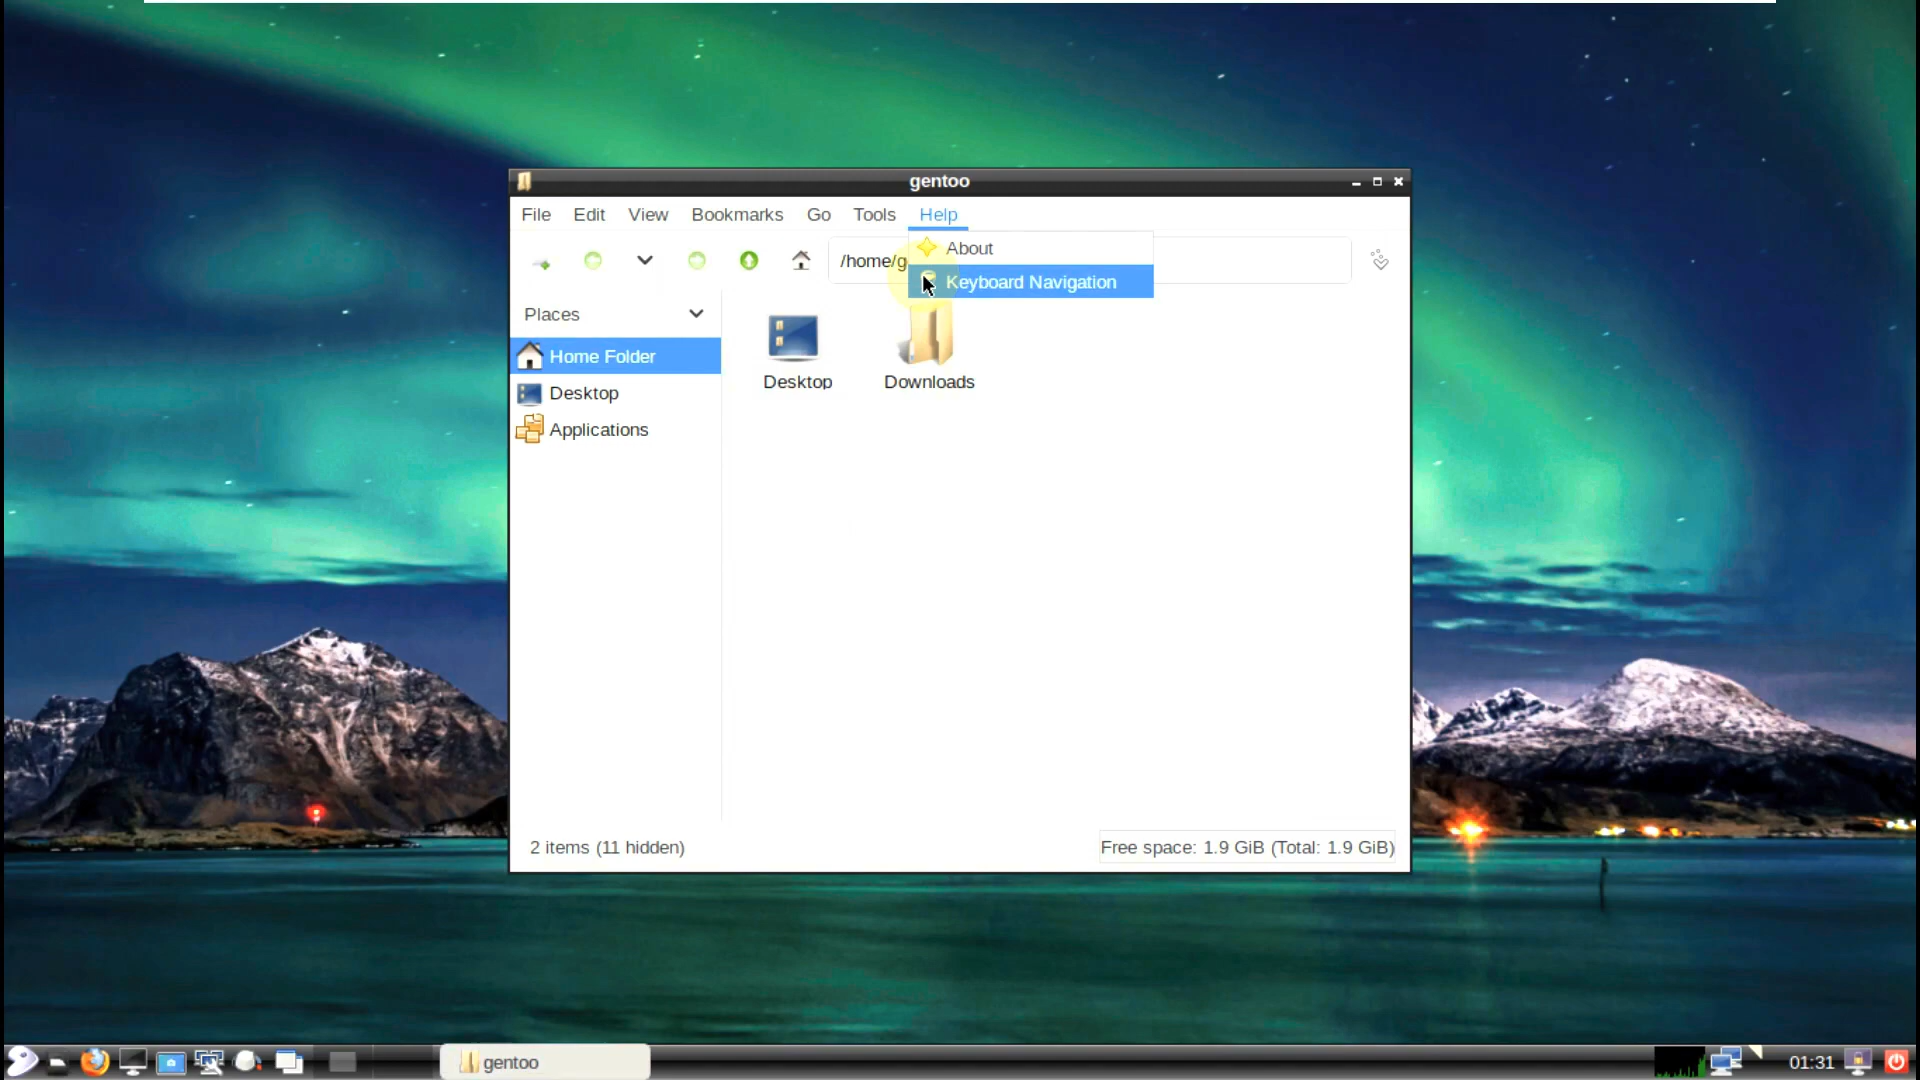 gentoo
File Edit View Bookmarks Go Tools Help
About
/home/g
Keyboard Navigation
Places
Home Folder
Desktop
Applications
Desktop
Downloads
2 items (11 hidden)
Free space: 1.9 GiB (Total: 1.9 GiB)
gentoo
01:31